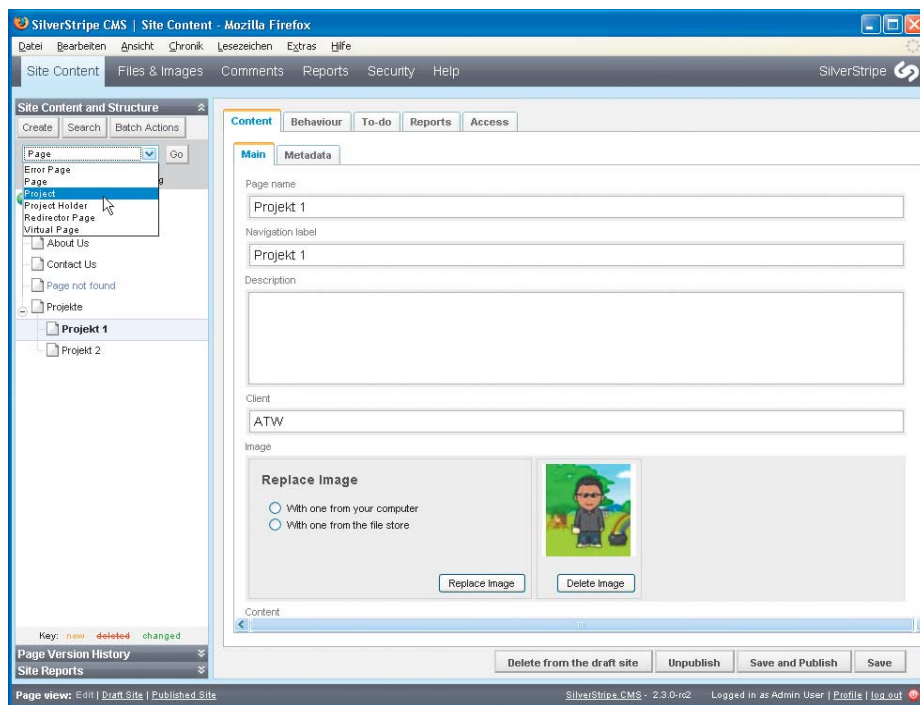 SilverStripe CMS | Site Content - Mozilla Firefox
Datei Bearbeiten Ansicht Chronik Lesezeichen Extras Hilfe
Site Content Files & Images Comments Reports Security Help SilverStripe
Site Content and Structure
Create Search Batch Actions
Page Go
Error Page
Page
Project
Project Holder
Redirector Page
Virtual Page
About Us
Contact Us
Page not found
Projekte
Projekt 1
Projekt 2
Key: new deleted changed
Page Version History
Site Reports
Content Behaviour To-do Reports Access
Main Metadata
Page name
Projekt 1
Navigation label
Projekt 1
Description
Client
ATW
Image
Replace Image
With one from your computer
With one from the file store
Replace Image Delete Image
Content
Delete from the draft site Unpublish Save and Publish Save
Page view: Edit | Draft Site | Published Site SilverStripe CMS - 2.3.0-rc2 Logged in as Admin User | Profile | log out